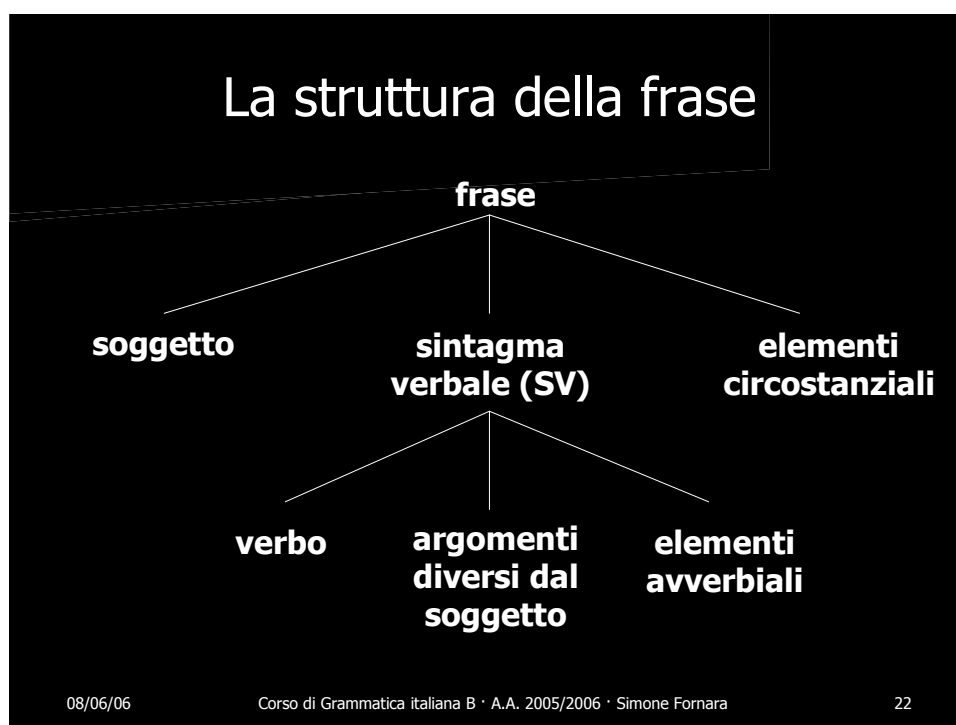 La struttura della frase
frase
soggetto
sintagma
verbale (SV)
elementi
circostanziali
verbo
argomenti
diversi dal
soggetto
elementi
avverbiali
08/06/06
Corso di Grammatica italiana B · A.A. 2005/2006 · Simone Fornara
22